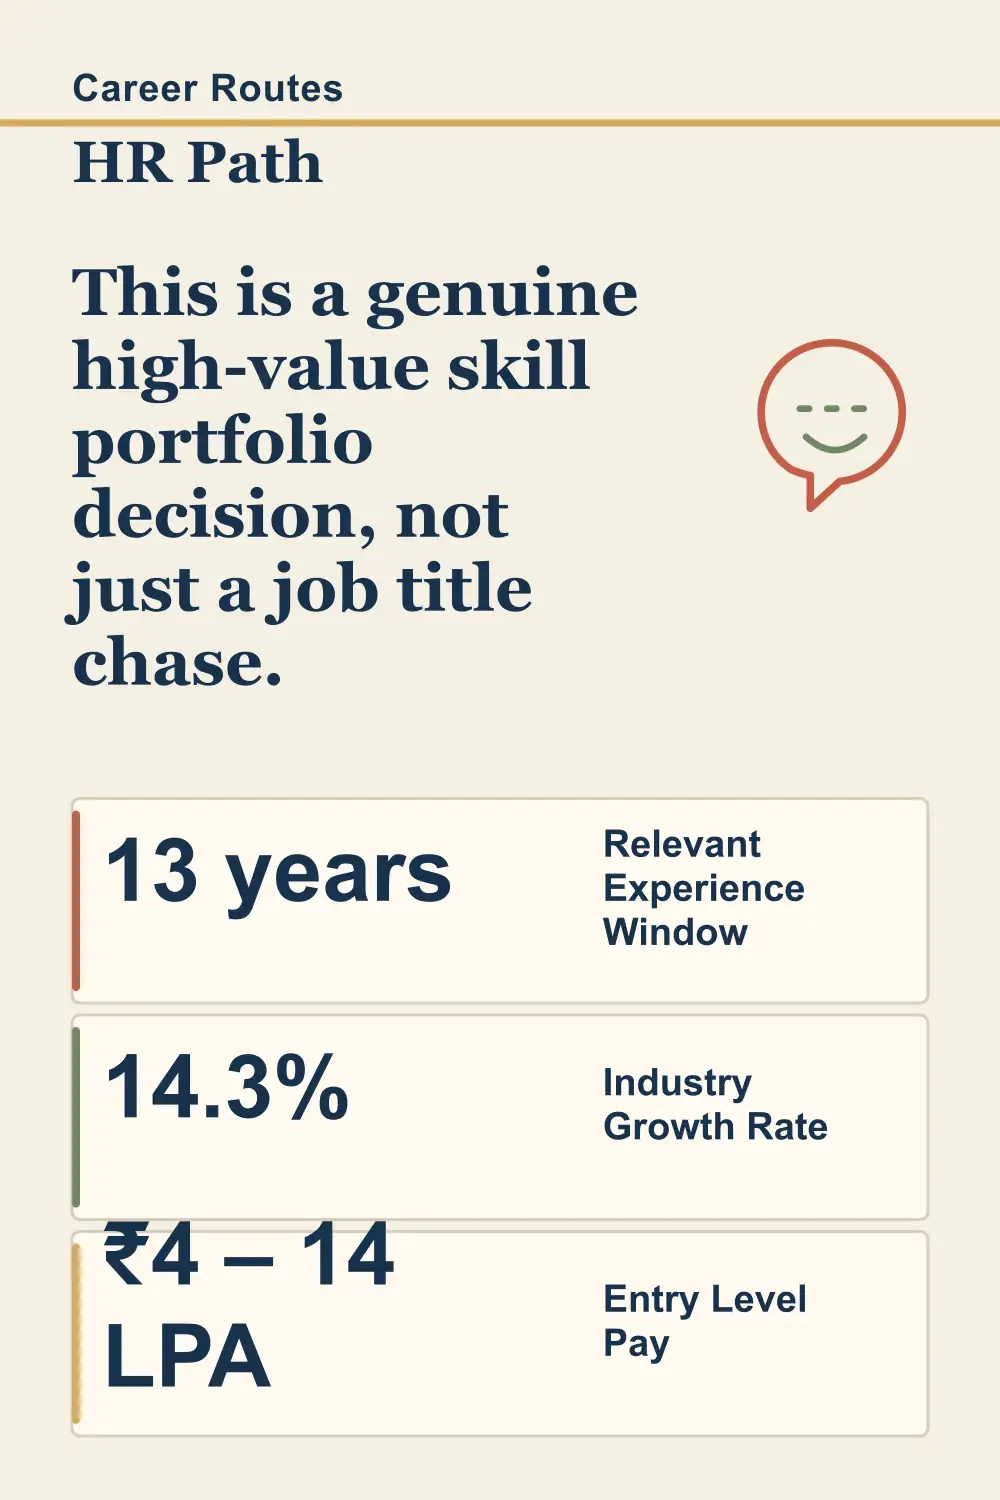 Career Routes
HR Path
This is a genuine
high-value skill
portfolio
decision, not
just a job title
chase.
13 years
Relevant
Experience
Window
14.3%
Industry
Growth Rate
₹4 – 14
LPA
Entry Level
Pay